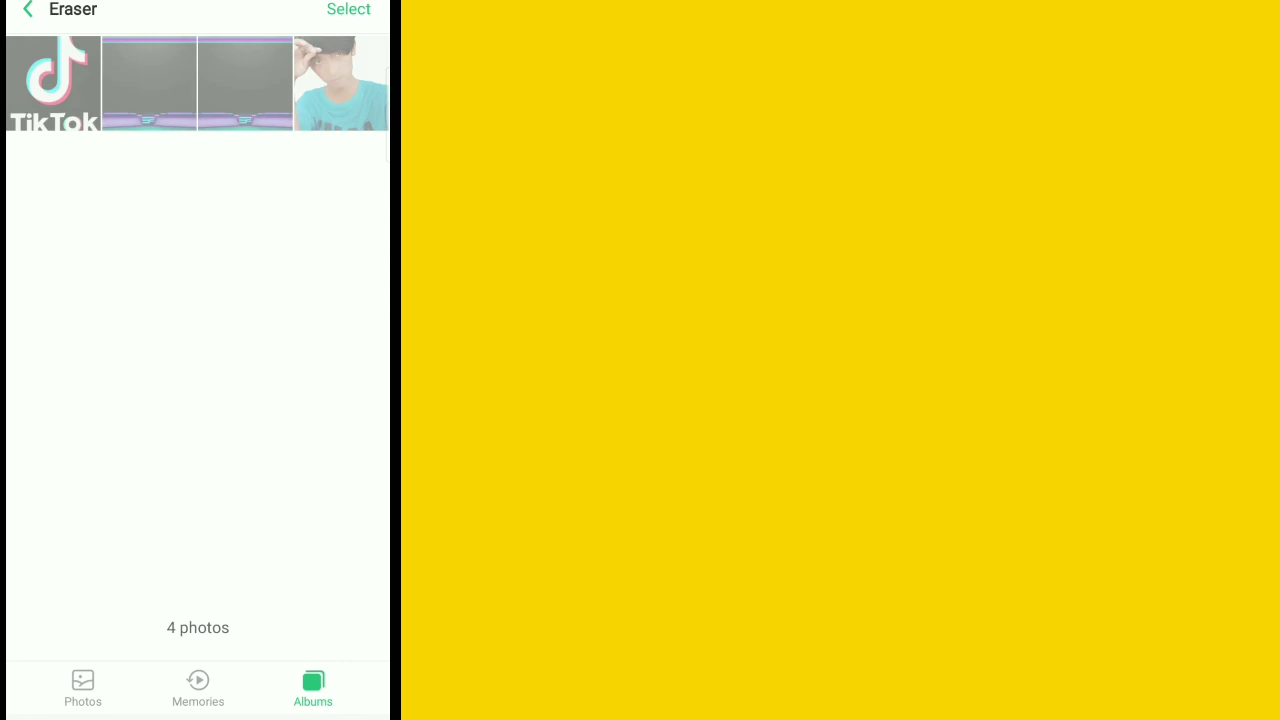 Eraser
Select
TikTok
4 photos
Photos
Memories
Albums